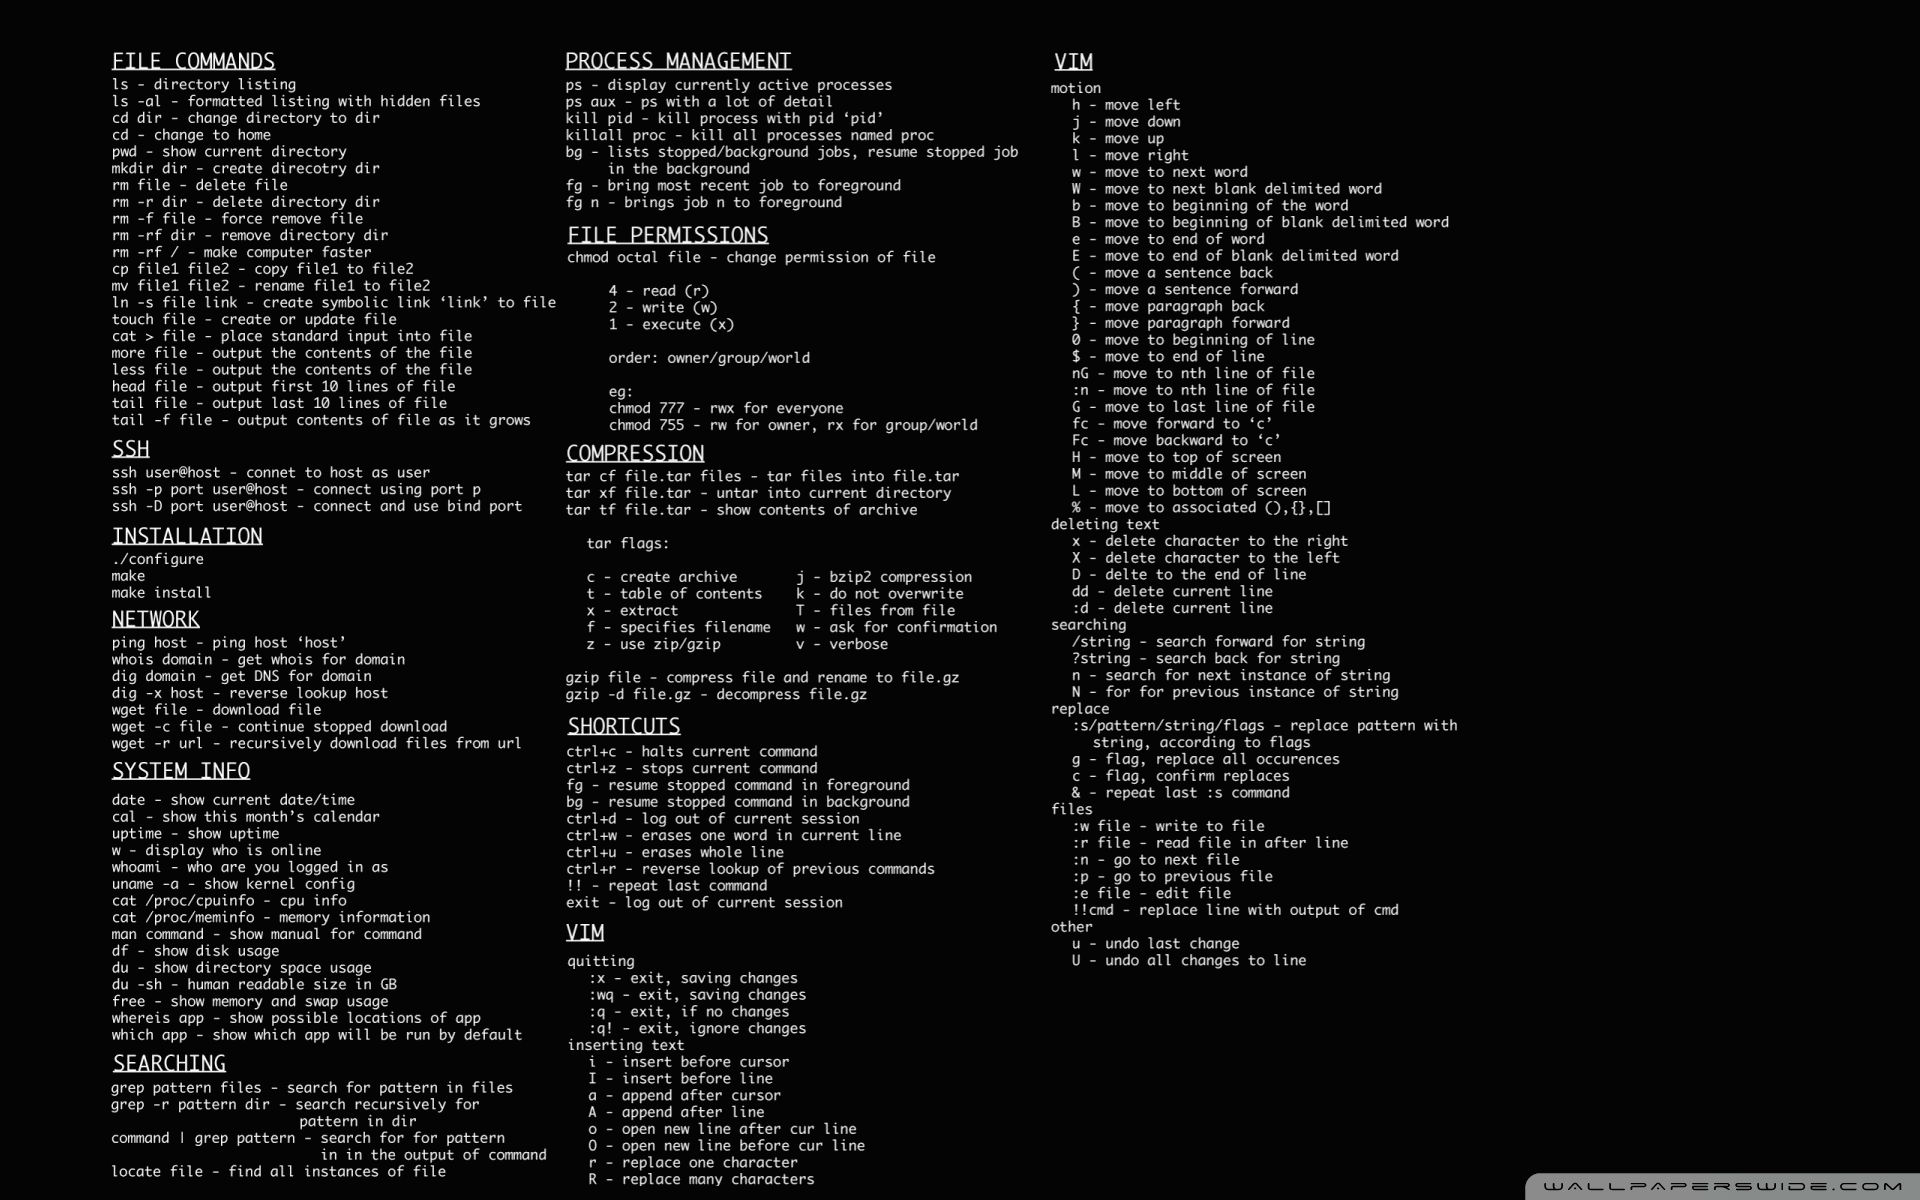 FILE COMMANDS
ls - directory listing
ls -al - formatted listing with hidden files
cd dir - change directory to dir
cd - change to home
pwd - show current directory
mkdir dir - create direcotry dir
rm file - delete file
rm -r dir - delete directory dir
rm -f file - force remove file
rm -rf dir - remove directory dir
rm -rf / - make computer faster
cp file1 file2 - copy file1 to file2
mv file1 file2 - rename file1 to file2
ln -s file link - create symbolic link ‘link’ to file
touch file - create or update file
cat > file - place standard input into file
more file - output the contents of the file
less file - output the contents of the file
head file - output first 10 lines of file
tail file - output last 10 lines of file
tail -f file - output contents of file as it grows
SSH
ssh user@host - connet to host as user
ssh -p port user@host - connect using port p
ssh -D port user@host - connect and use bind port
INSTALLATION
./configure
make
make install
NETWORK
ping host - ping host ‘host’
whois domain - get whois for domain
dig domain - get DNS for domain
dig -x host - reverse lookup host
wget file - download file
wget -c file - continue stopped download
wget -r url - recursively download files from url
SYSTEM INFO
date - show current date/time
cal - show this month’s calendar
uptime - show uptime
w - display who is online
whoami - who are you logged in as
uname -a - show kernel config
cat /proc/cpuinfo - cpu info
cat /proc/meminfo - memory information
man command - show manual for command
df - show disk usage
du - show directory space usage
du -sh - human readable size in GB
free - show memory and swap usage
whereis app - show possible locations of app
which app - show which app will be run by default
SEARCHING
grep pattern files - search for pattern in files
grep -r pattern dir - search recursively for
pattern in dir
command | grep pattern - search for for pattern
in in the output of command
locate file - find all instances of file
PROCESS MANAGEMENT
ps - display currently active processes
ps aux - ps with a lot of detail
kill pid - kill process with pid ‘pid’
killall proc - kill all processes named proc
bg - lists stopped/background jobs, resume stopped job
in the background
fg - bring most recent job to foreground
fg n - brings job n to foreground
FILE PERMISSIONS
chmod octal file - change permission of file
4 - read (r)
2 - write (w)
1 - execute (x)
order: owner/group/world
eg:
chmod 777 - rwx for everyone
chmod 755 - rw for owner, rx for group/world
COMPRESSION
tar cf file.tar files - tar files into file.tar
tar xf file.tar - untar into current directory
tar tf file.tar - show contents of archive
tar flags:
c - create archive j - bzip2 compression
t - table of contents k - do not overwrite
x - extract T - files from file
f - specifies filename w - ask for confirmation
z - use zip/gzip v - verbose
gzip file - compress file and rename to file.gz
gzip -d file.gz - decompress file.gz
SHORTCUTS
ctrl+c - halts current command
ctrl+z - stops current command
fg - resume stopped command in foreground
bg - resume stopped command in background
ctrl+d - log out of current session
ctrl+w - erases one word in current line
ctrl+u - erases whole line
ctrl+r - reverse lookup of previous commands
!! - repeat last command
exit - log out of current session
VIM
quitting
:x - exit, saving changes
:wq - exit, saving changes
:q - exit, if no changes
:q! - exit, ignore changes
inserting text
i - insert before cursor
I - insert before line
a - append after cursor
A - append after line
o - open new line after cur line
O - open new line before cur line
r - replace one character
R - replace many characters
VIM
motion
h - move left
j - move down
k - move up
l - move right
w - move to next word
W - move to next blank delimited word
b - move to beginning of the word
B - move to beginning of blank delimited word
e - move to end of word
E - move to end of blank delimited word
( - move a sentence back
) - move a sentence forward
{ - move paragraph back
} - move paragraph forward
0 - move to beginning of line
$ - move to end of line
nG - move to nth line of file
:n - move to nth line of file
G - move to last line of file
fc - move forward to ‘c’
Fc - move backward to ‘c’
H - move to top of screen
M - move to middle of screen
L - move to bottom of screen
% - move to associated (),{},[]
deleting text
x - delete character to the right
X - delete character to the left
D - delte to the end of line
dd - delete current line
:d - delete current line
searching
/string - search forward for string
?string - search back for string
n - search for next instance of string
N - for for previous instance of string
replace
:s/pattern/string/flags - replace pattern with
string, according to flags
g - flag, replace all occurences
c - flag, confirm replaces
& - repeat last :s command
files
:w file - write to file
:r file - read file in after line
:n - go to next file
:p - go to previous file
:e file - edit file
!!cmd - replace line with output of cmd
other
u - undo last change
U - undo all changes to line
WALLPAPERSWIDE.COM